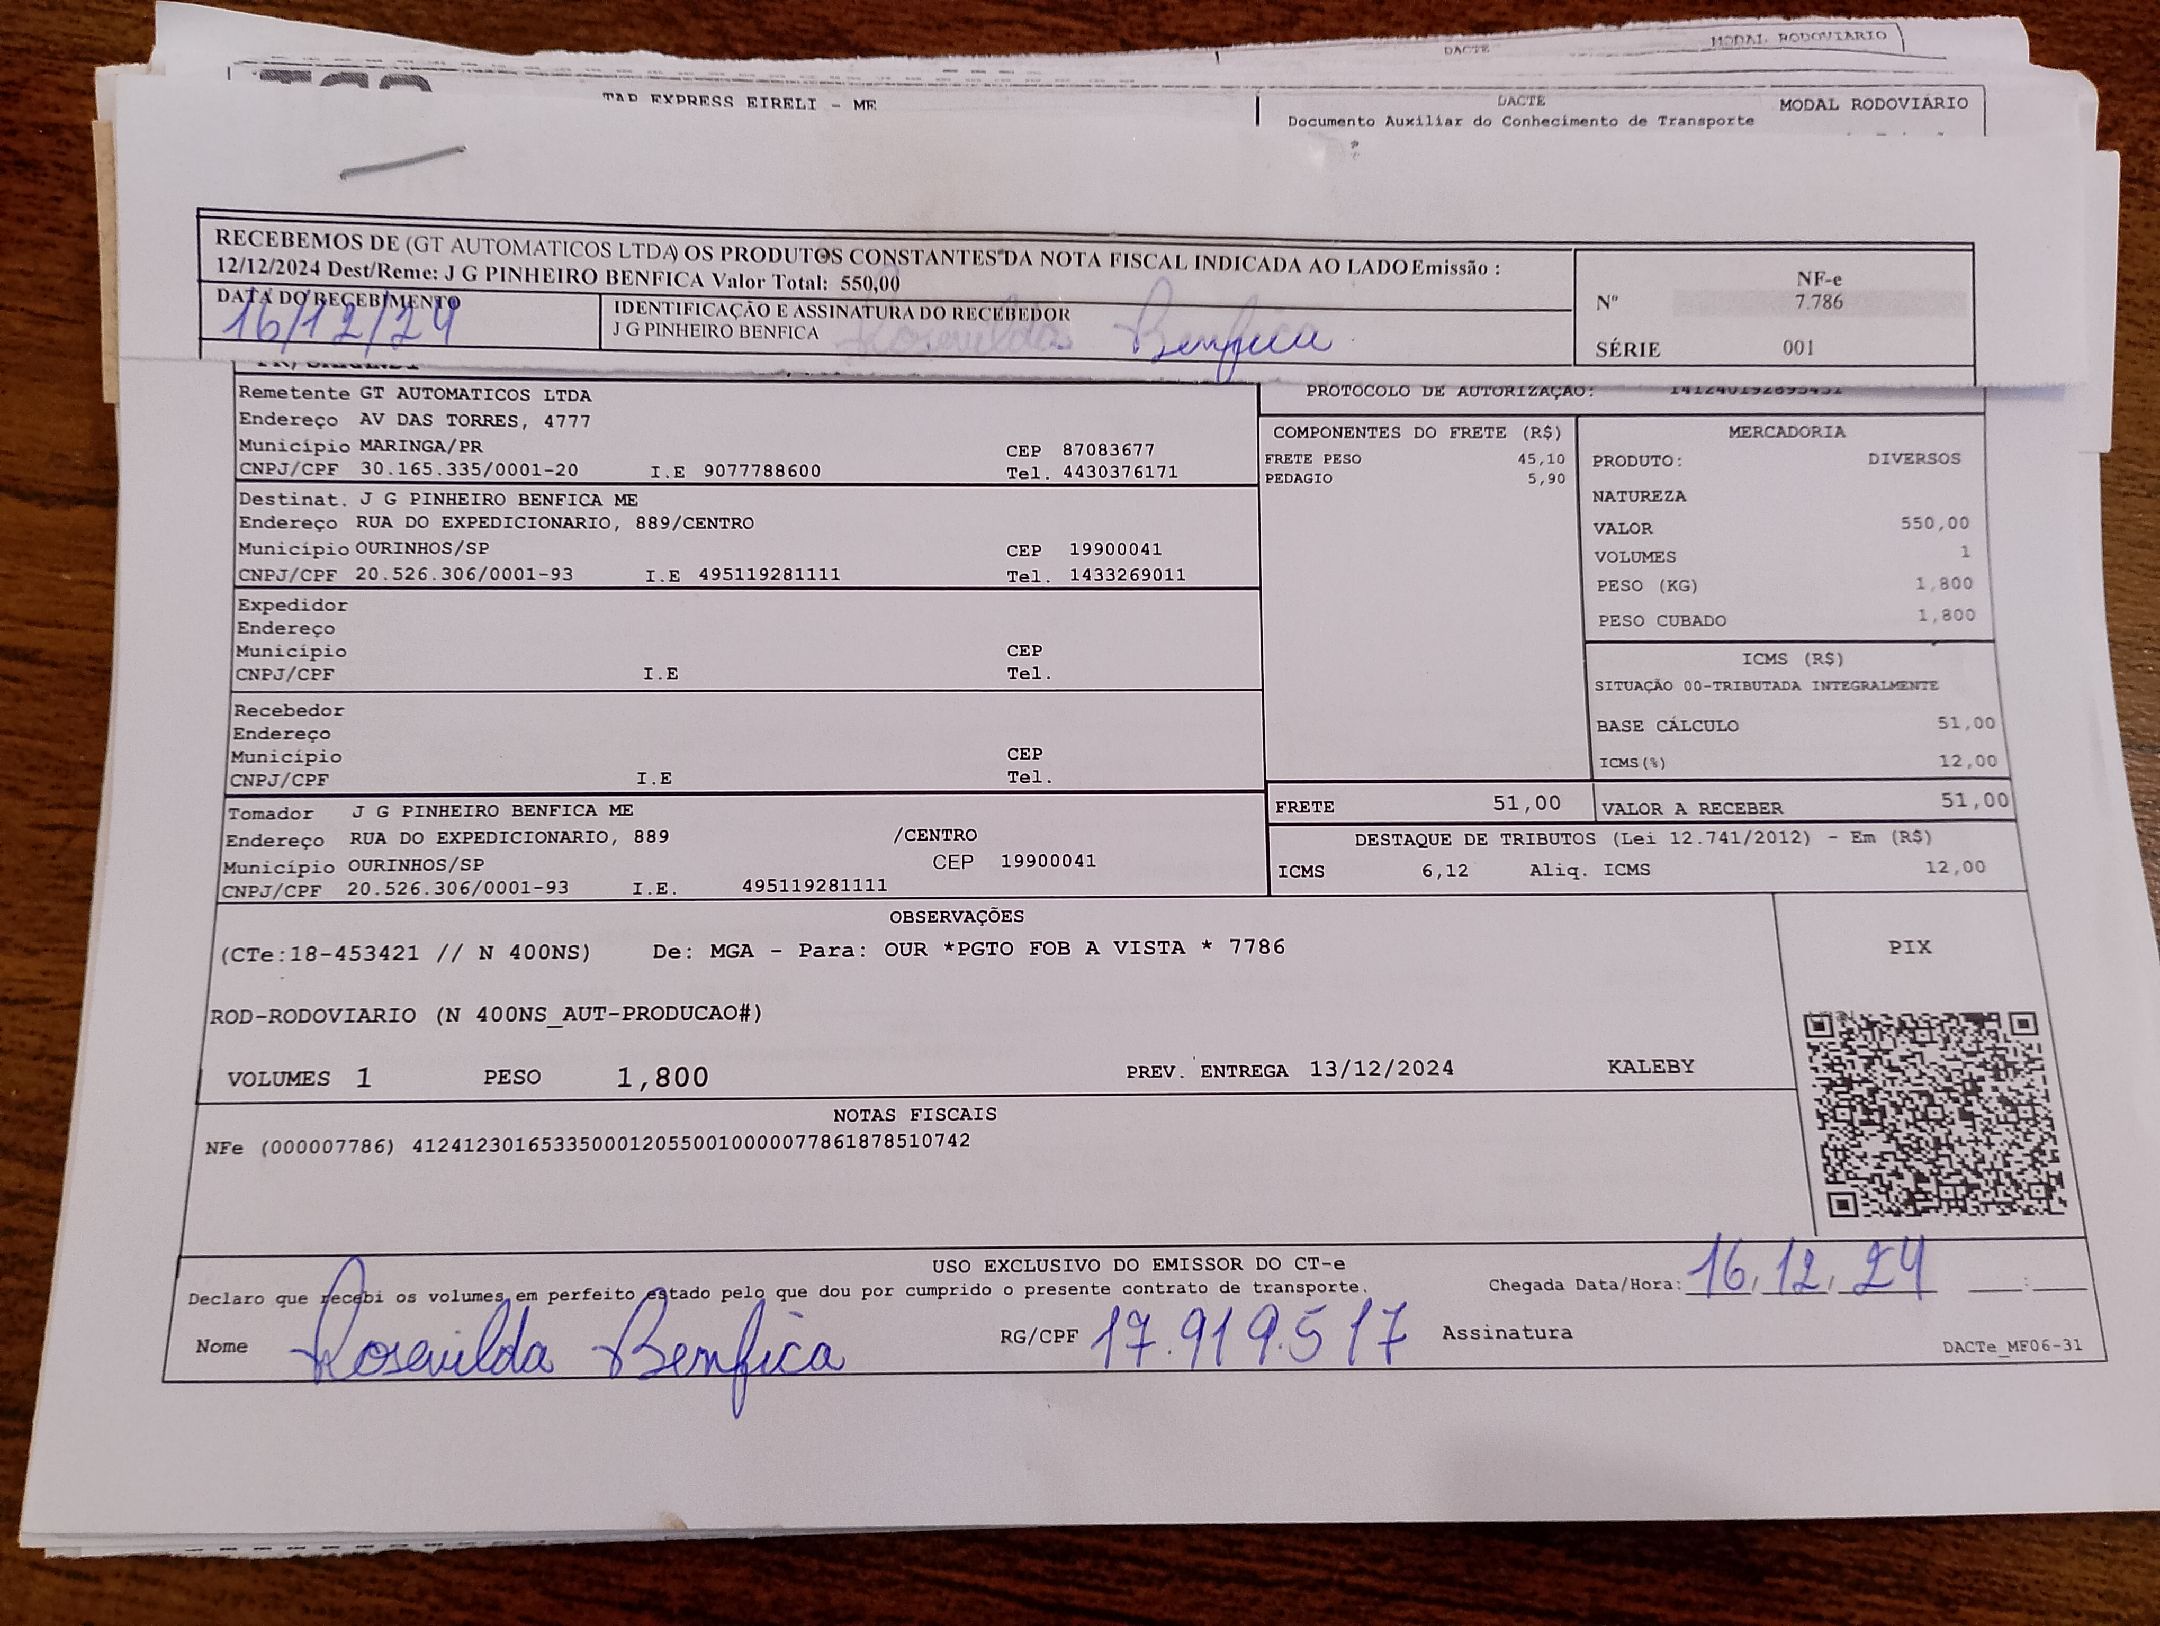 DACTE MODAL RODOVIÁRIO
TAP EXPRESS EIRELI - ME
DACTE MODAL RODOVIÁRIO
Documento Auxiliar do Conhecimento de Transporte
RECEBEMOS DE (GT AUTOMATICOS LTDA) OS PRODUTOS CONSTANTES DA NOTA FISCAL INDICADA AO LADO Emissão :
12/12/2024 Dest/Reme: J G PINHEIRO BENFICA Valor Total: 550,00
DATA DO RECEBIMENTO
16/12/24
IDENTIFICAÇÃO E ASSINATURA DO RECEBEDOR
J G PINHEIRO BENFICA
Rosenilda Benfica
NF-e
Nº 7.786
SÉRIE 001
Remetente GT AUTOMATICOS LTDA
Endereço AV DAS TORRES, 4777
Município MARINGA/PR CEP 87083677
CNPJ/CPF 30.165.335/0001-20 I.E 9077788600 Tel. 4430376171
Destinat. J G PINHEIRO BENFICA ME
Endereço RUA DO EXPEDICIONARIO, 889/CENTRO
Município OURINHOS/SP CEP 19900041
CNPJ/CPF 20.526.306/0001-93 I.E 495119281111 Tel. 1433269011
Expedidor
Endereço
Município CEP
CNPJ/CPF I.E Tel.
Recebedor
Endereço
Município CEP
CNPJ/CPF I.E Tel.
Tomador J G PINHEIRO BENFICA ME
Endereço RUA DO EXPEDICIONARIO, 889 /CENTRO
Município OURINHOS/SP CEP 19900041
CNPJ/CPF 20.526.306/0001-93 I.E. 495119281111
PROTOCOLO DE AUTORIZAÇAO: 141240192895451
COMPONENTES DO FRETE (R$)
FRETE PESO 45,10
PEDAGIO 5,90
MERCADORIA
PRODUTO: DIVERSOS
NATUREZA
VALOR 550,00
VOLUMES 1
PESO (KG) 1,800
PESO CUBADO 1,800
ICMS (R$)
SITUAÇÃO 00-TRIBUTADA INTEGRALMENTE
BASE CÁLCULO 51,00
ICMS(%) 12,00
FRETE 51,00 VALOR A RECEBER 51,00
DESTAQUE DE TRIBUTOS (Lei 12.741/2012) - Em (R$)
ICMS 6,12 Aliq. ICMS 12,00
OBSERVAÇÕES
(CTe:18-453421 // N 400NS) De: MGA - Para: OUR *PGTO FOB A VISTA * 7786
ROD-RODOVIARIO (N 400NS_AUT-PRODUCAO#)
VOLUMES 1 PESO 1,800 PREV. ENTREGA 13/12/2024 KALEBY
PIX
NOTAS FISCAIS
NFe (000007786) 41241230165335000120550010000077861878510742
USO EXCLUSIVO DO EMISSOR DO CT-e
Declaro que recebi os volumes em perfeito estado pelo que dou por cumprido o presente contrato de transporte. Chegada Data/Hora: 16.12.24 :
Nome Rosenilda Benfica RG/CPF 17.919.517 Assinatura
DACTe_MF06-31